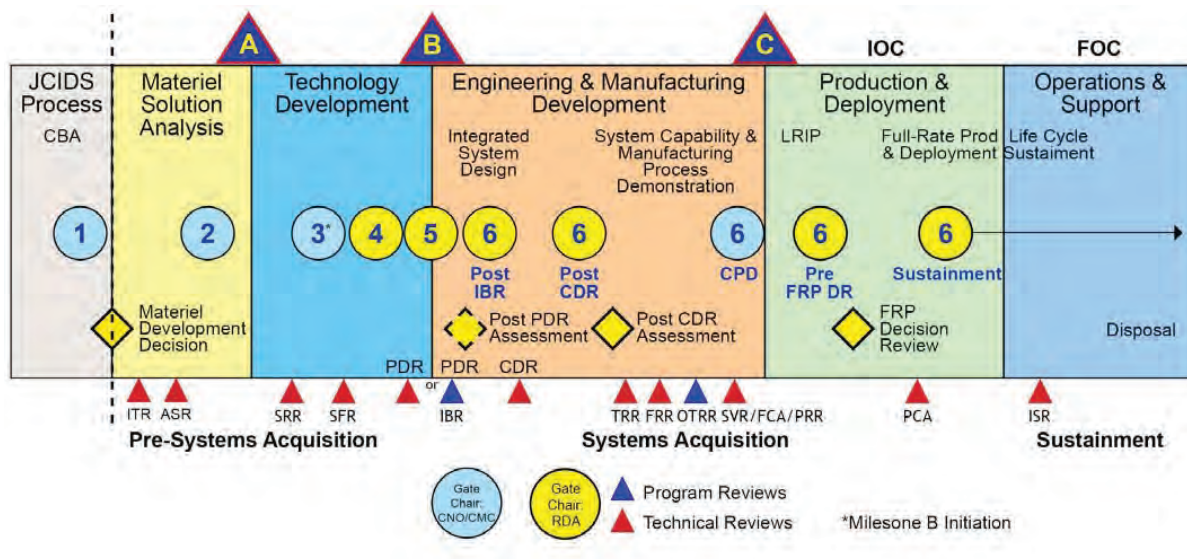 A
B
C
IOC
FOC
JCIDS
Process
CBA
Materiel
Solution
Analysis
Technology
Development
Engineering & Manufacturing
Development
Integrated
System
Design
System Capability &
Manufacturing
Process
Demonstration
Production &
Deployment
LRIP
Full-Rate Prod
& Deployment
Operations &
Support
Life Cycle
Sustaiment
1
2
3*
4
5
6
Post
IBR
6
Post
CDR
6
CPD
6
Pre
FRP DR
6
Sustainment
Materiel
Development
Decision
Post PDR
Assessment
Post CDR
Assessment
FRP
Decision
Review
Disposal
PDR or PDR
CDR
ITR
ASR
SRR
SFR
IBR
TRR
FRR
OTRR
SVR/FCA/PRR
PCA
ISR
Pre-Systems Acquisition
Systems Acquisition
Sustainment
Gate
Chair:
CNO/CMC
Gate
Chair:
RDA
Program Reviews
Technical Reviews
*Milesone B Initiation